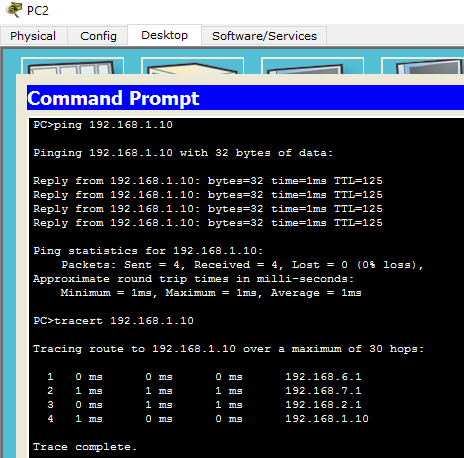 PC2
Physical Config Desktop Software/Services
Command Prompt
PC>ping 192.168.1.10
Pinging 192.168.1.10 with 32 bytes of data:
Reply from 192.168.1.10: bytes=32 time=1ms TTL=125
Reply from 192.168.1.10: bytes=32 time=1ms TTL=125
Reply from 192.168.1.10: bytes=32 time=1ms TTL=125
Reply from 192.168.1.10: bytes=32 time=1ms TTL=125
Ping statistics for 192.168.1.10:
Packets: Sent = 4, Received = 4, Lost = 0 (0% loss),
Approximate round trip times in milli-seconds:
Minimum = 1ms, Maximum = 1ms, Average = 1ms
PC>tracert 192.168.1.10
Tracing route to 192.168.1.10 over a maximum of 30 hops:
1 0 ms 0 ms 0 ms 192.168.6.1
2 1 ms 1 ms 1 ms 192.168.7.1
3 0 ms 1 ms 1 ms 192.168.2.1
4 1 ms 0 ms 0 ms 192.168.1.10
Trace complete.